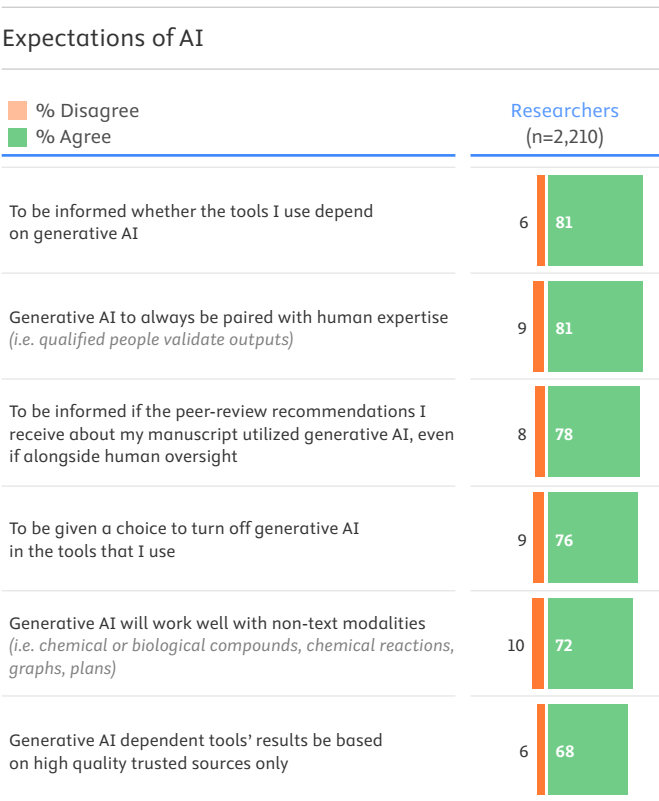 Expectations of AI
% Disagree
% Agree
Researchers
(n=2,210)
To be informed whether the tools I use depend
on generative AI
6 81
Generative AI to always be paired with human expertise
(i.e. qualified people validate outputs)
9 81
To be informed if the peer-review recommendations I
receive about my manuscript utilized generative AI, even
if alongside human oversight
8 78
To be given a choice to turn off generative AI
in the tools that I use
9 76
Generative AI will work well with non-text modalities
(i.e. chemical or biological compounds, chemical reactions,
graphs, plans)
10 72
Generative AI dependent tools’ results be based
on high quality trusted sources only
6 68